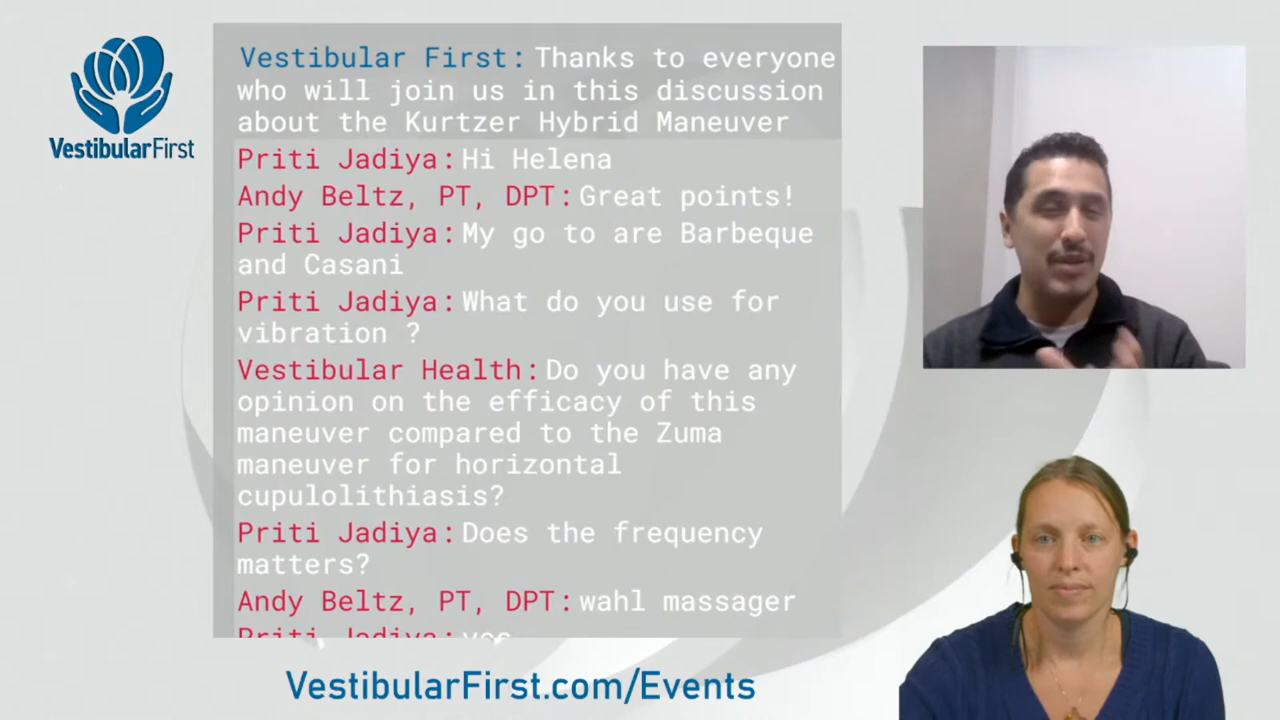 VestibularFirst
Vestibular First: Thanks to everyone
who will join us in this discussion
about the Kurtzer Hybrid Maneuver
Priti Jadiya: Hi Helena
Andy Beltz, PT, DPT: Great points!
Priti Jadiya: My go to are Barbeque
and Casani
Priti Jadiya: What do you use for
vibration ?
Vestibular Health: Do you have any
opinion on the efficacy of this
maneuver compared to the Zuma
maneuver for horizontal
cupulolithiasis?
Priti Jadiya: Does the frequency
matters?
Andy Beltz, PT, DPT: wahl massager
Priti Jadiya: yes
VestibularFirst.com/Events